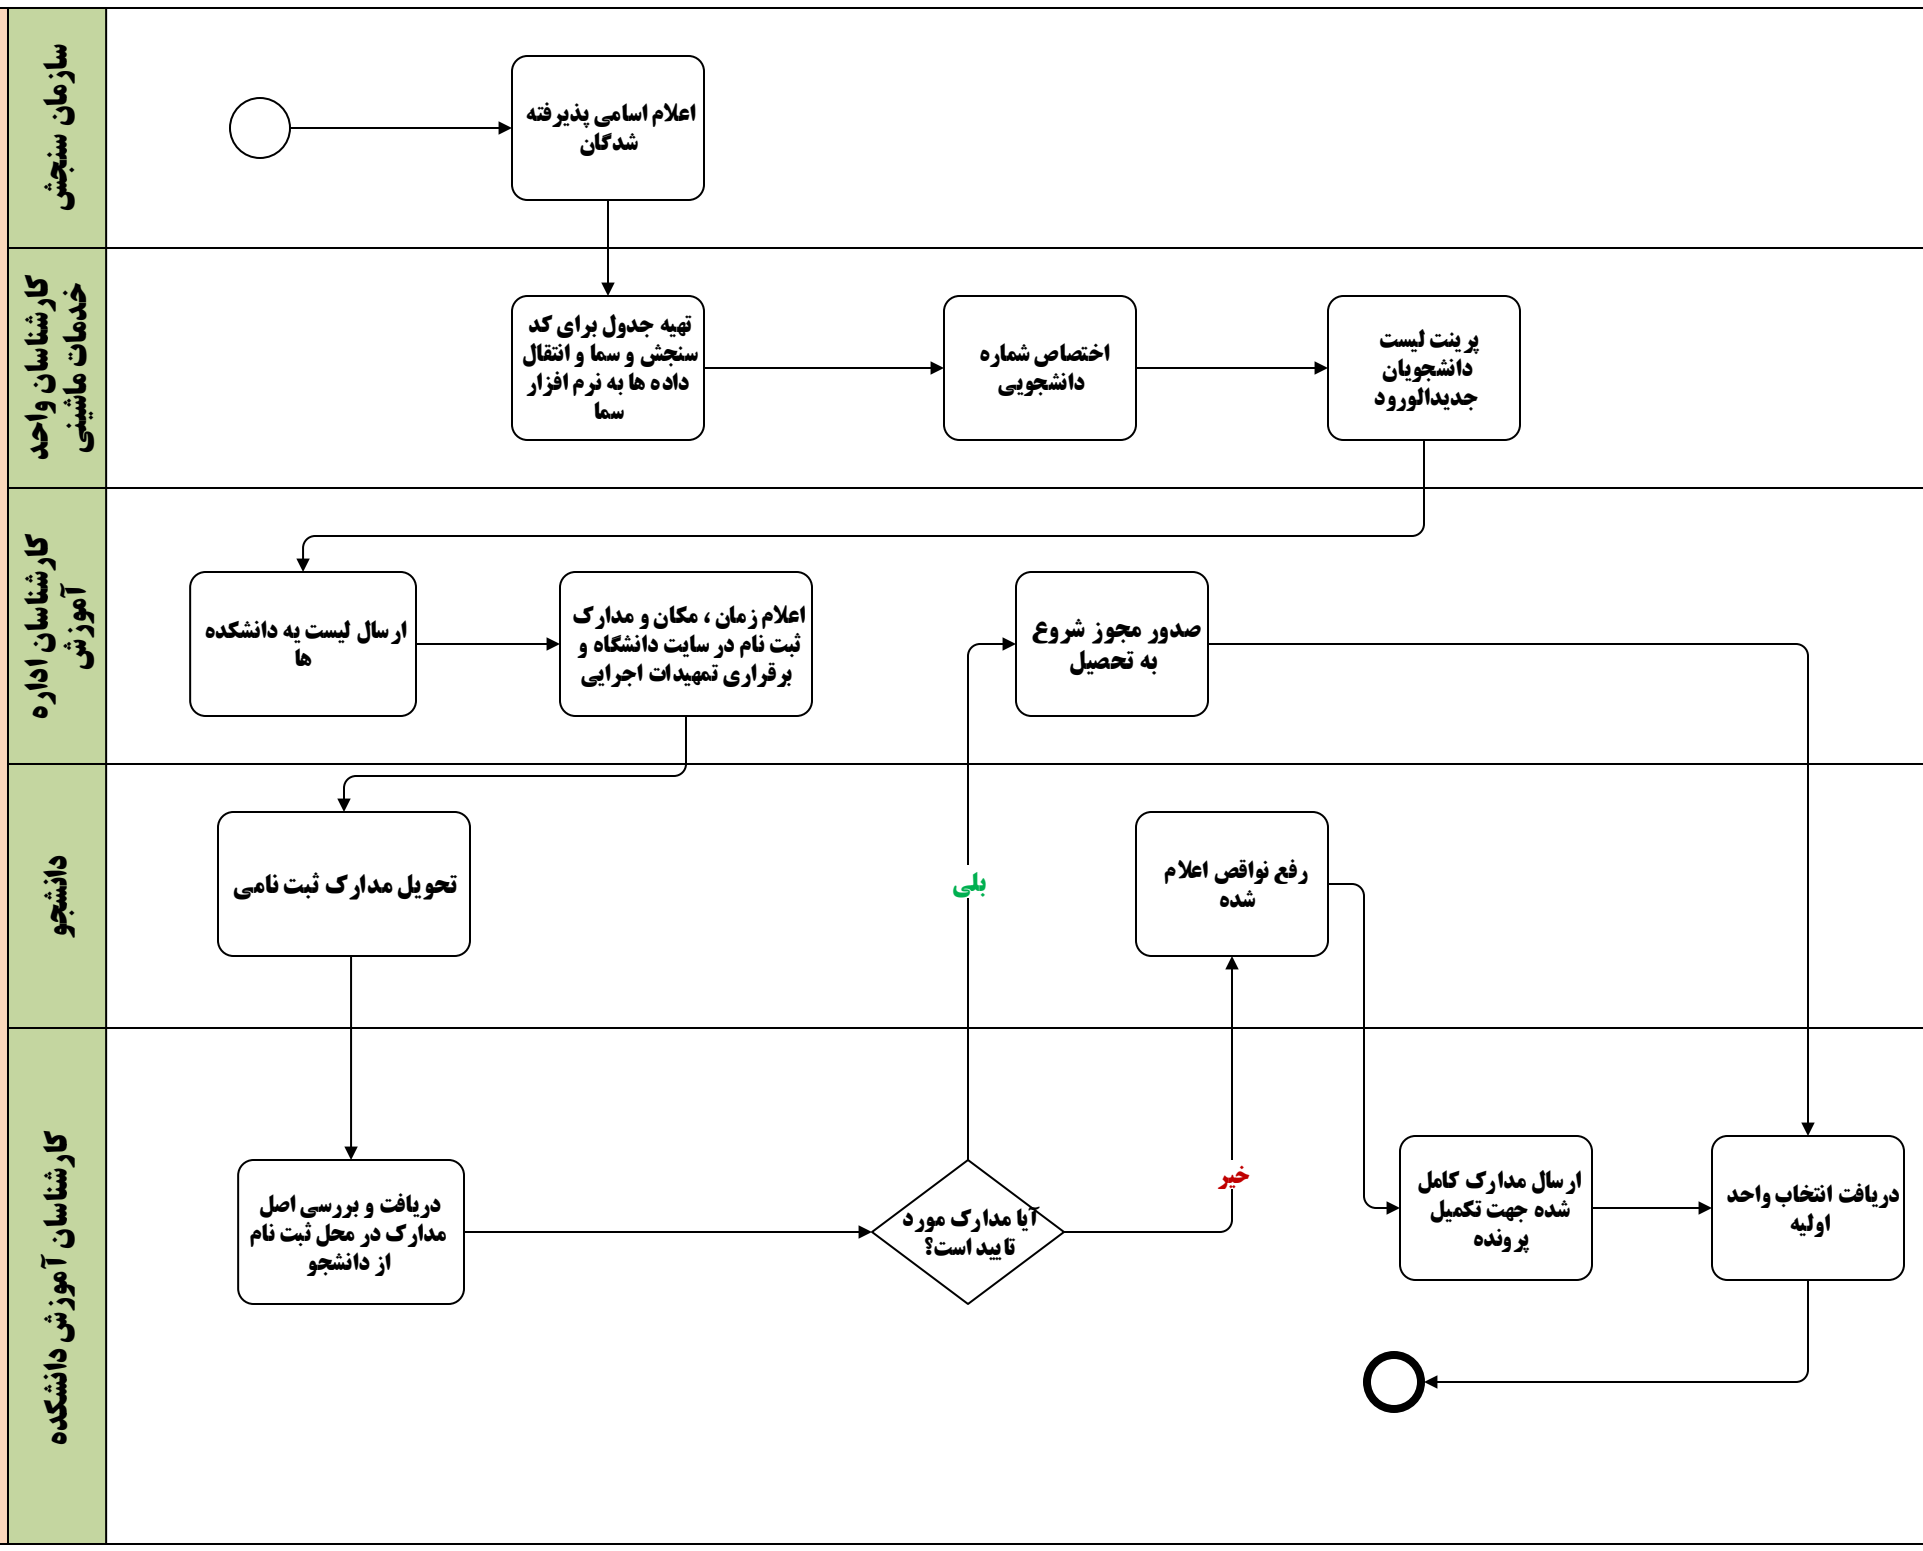 سازمان سنجش
اعلام اسامی پذیرفته
شدگان
کارشناسان واحد
خدمات ماشینی
تهیه جدول برای کد
سنجش و سما و انتقال
داده ها به نرم افزار
سما
اختصاص شماره
دانشجویی
پرینت لیست
دانشجویان
جدیدالورود
کارشناسان اداره
آموزش
ارسال لیست یه دانشکده
ها
اعلام زمان ، مکان و مدارک
ثبت نام در سایت دانشگاه و
برقراری تمهیدات اجرایی
صدور مجوز شروع
به تحصیل
دانشجو
تحویل مدارک ثبت نامی
بلی
رفع نواقص اعلام
شده
کارشناسان آموزش دانشکده
دریافت و بررسی اصل
مدارک در محل ثبت نام
از دانشجو
آیا مدارک مورد
تایید است؟
خیر
ارسال مدارک کامل
شده جهت تکمیل
پرونده
دریافت انتخاب واحد
اولیه